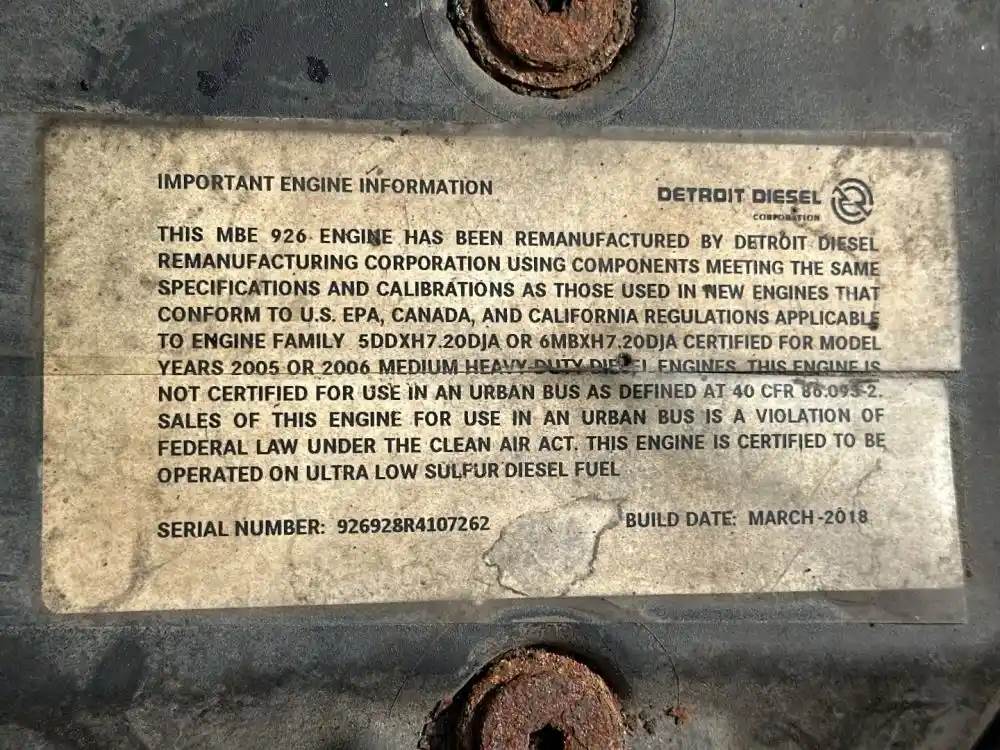 IMPORTANT ENGINE INFORMATION
DETROIT DIESEL
CORPORATION
THIS MBE 926 ENGINE HAS BEEN REMANUFACTURED BY DETROIT DIESEL
REMANUFACTURING CORPORATION USING COMPONENTS MEETING THE SAME
SPECIFICATIONS AND CALIBRATIONS AS THOSE USED IN NEW ENGINES THAT
CONFORM TO U.S. EPA, CANADA, AND CALIFORNIA REGULATIONS APPLICABLE
TO ENGINE FAMILY 5DDXH7.20DJA OR 6MBXH7.20DJA CERTIFIED FOR MODEL
YEARS 2005 OR 2006 MEDIUM HEAVY-DUTY DIESEL ENGINES. THIS ENGINE IS
NOT CERTIFIED FOR USE IN AN URBAN BUS AS DEFINED AT 40 CFR 86.093-2.
SALES OF THIS ENGINE FOR USE IN AN URBAN BUS IS A VIOLATION OF
FEDERAL LAW UNDER THE CLEAN AIR ACT. THIS ENGINE IS CERTIFIED TO BE
OPERATED ON ULTRA LOW SULFUR DIESEL FUEL
SERIAL NUMBER: 926928R4107262
BUILD DATE: MARCH-2018